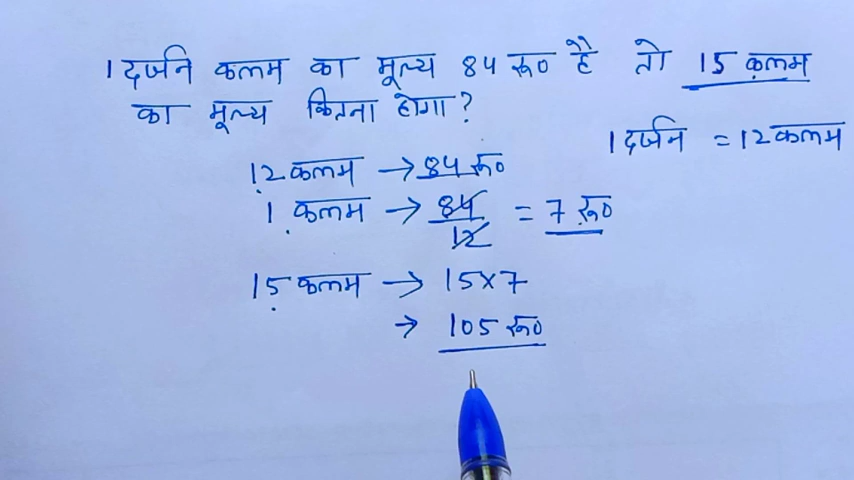 1 दर्जन कलम का मूल्य 84 रू० है तो 15 कलम
का मूल्य कितना होगा?
1 दर्जन = 12 कलम
12 कलम → 84 रू०
1 कलम → 84/12 = 7 रू०
15 कलम → 15×7
→ 105 रू०